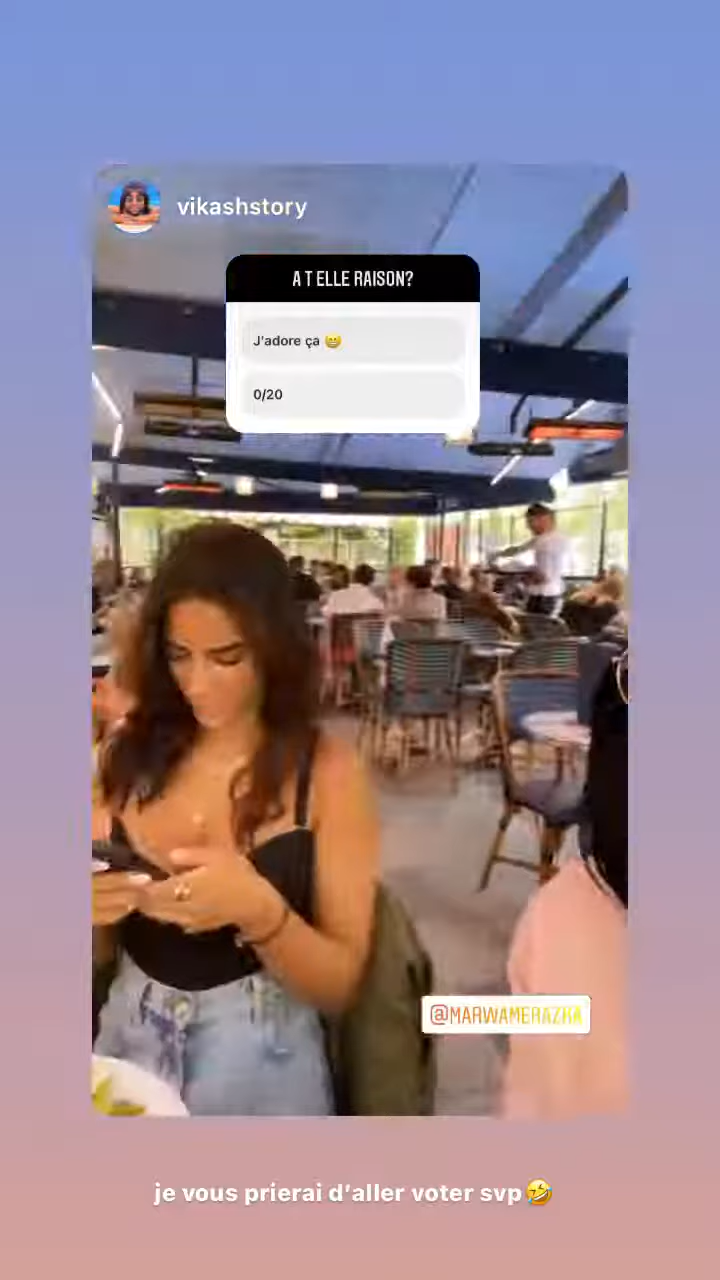 vikashstory
A T ELLE RAISON?
J'adore ça 😁
0/20
@MARWAMERAZKA
je vous prierai d'aller voter svp🤣